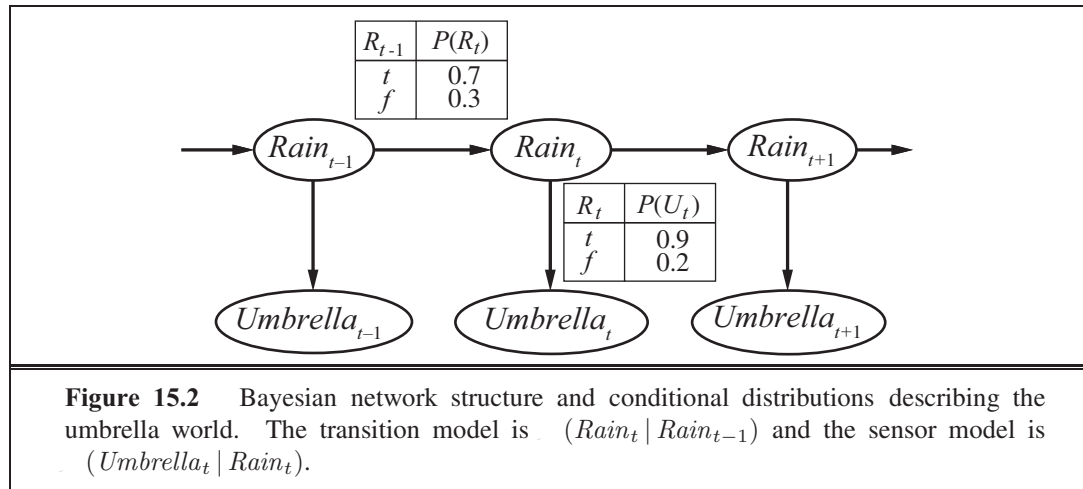 R_{t-1} P(R_t)
t 0.7
f 0.3
Rain_{t–1} Rain_t Rain_{t+1}
R_t P(U_t)
t 0.9
f 0.2
Umbrella_{t–1} Umbrella_t Umbrella_{t+1}
Figure 15.2 Bayesian network structure and conditional distributions describing the
umbrella world. The transition model is (Rain_t | Rain_{t−1}) and the sensor model is
(Umbrella_t | Rain_t).